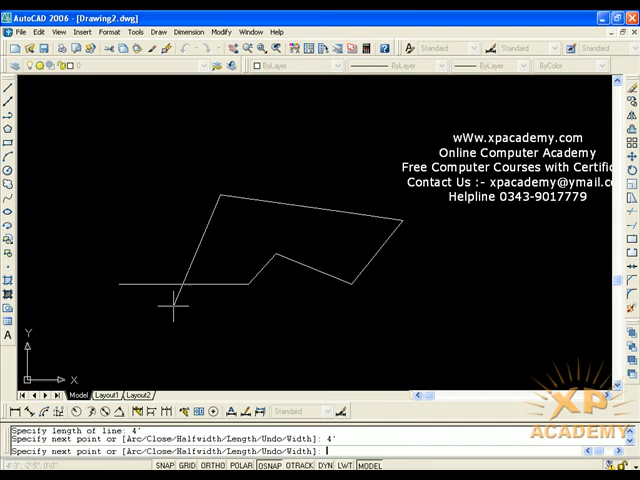 AutoCAD 2006 - [Drawing2.dwg]
File Edit View Insert Format Tools Draw Dimension Modify Window Help
Standard Standard Standard
0 ByLayer ByLayer ByLayer ByColor
wWw.xpacademy.com
Online Computer Academy
Free Computer Courses with Certific
Contact Us :- xpacademy@ymail.co
Helpline 0343-9017779
Y
X
Model Layout1 Layout2
Standard
XP
ACADEMY
Specify length of line: 4'
Specify next point or [Arc/Close/Halfwidth/Length/Undo/Width]: 4'
Specify next point or [Arc/Close/Halfwidth/Length/Undo/Width]:
SNAP GRID ORTHO POLAR OSNAP OTRACK DYN LWT MODEL